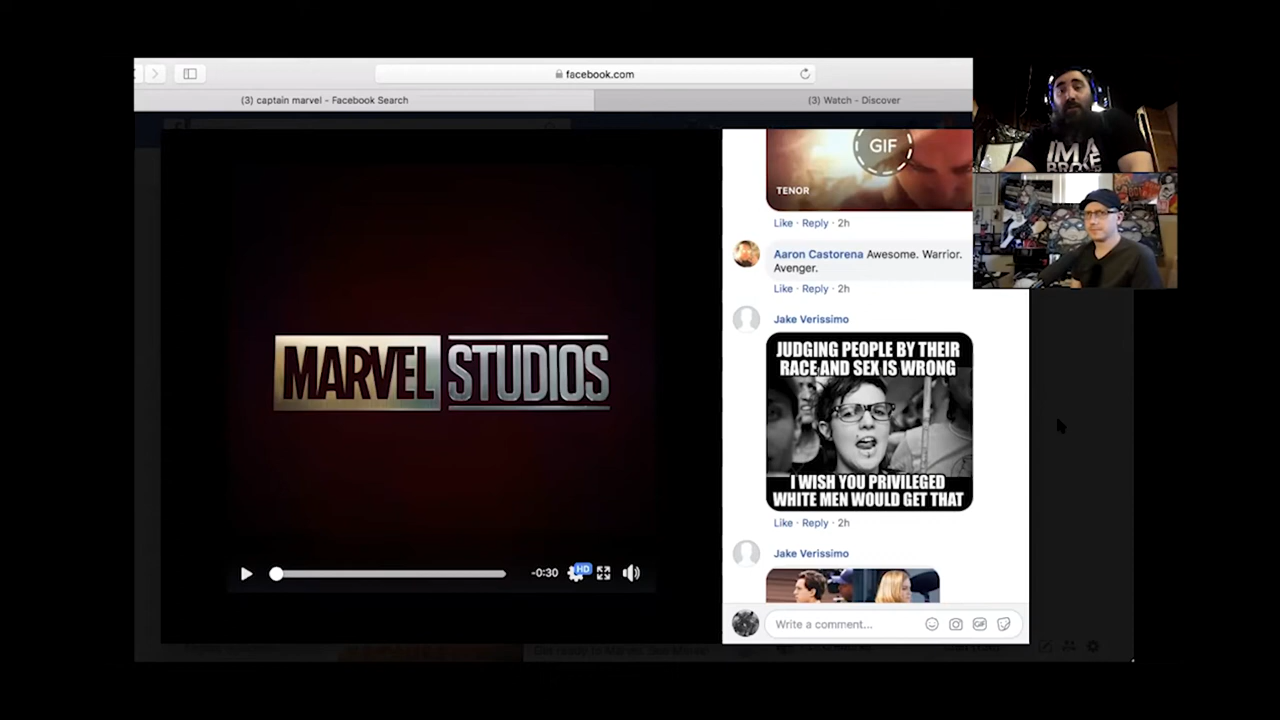 facebook.com
(3) captain marvel - Facebook Search
(3) Watch - Discover
GIF
TENOR
Like · Reply · 2h
Aaron Castorena Awesome. Warrior.
Avenger.
Like · Reply · 2h
Jake Verissimo
JUDGING PEOPLE BY THEIR
RACE AND SEX IS WRONG
I WISH YOU PRIVILEGED
WHITE MEN WOULD GET THAT
Like · Reply · 2h
Jake Verissimo
Write a comment...
GIF
MARVEL STUDIOS
-0:30
HD
IM A